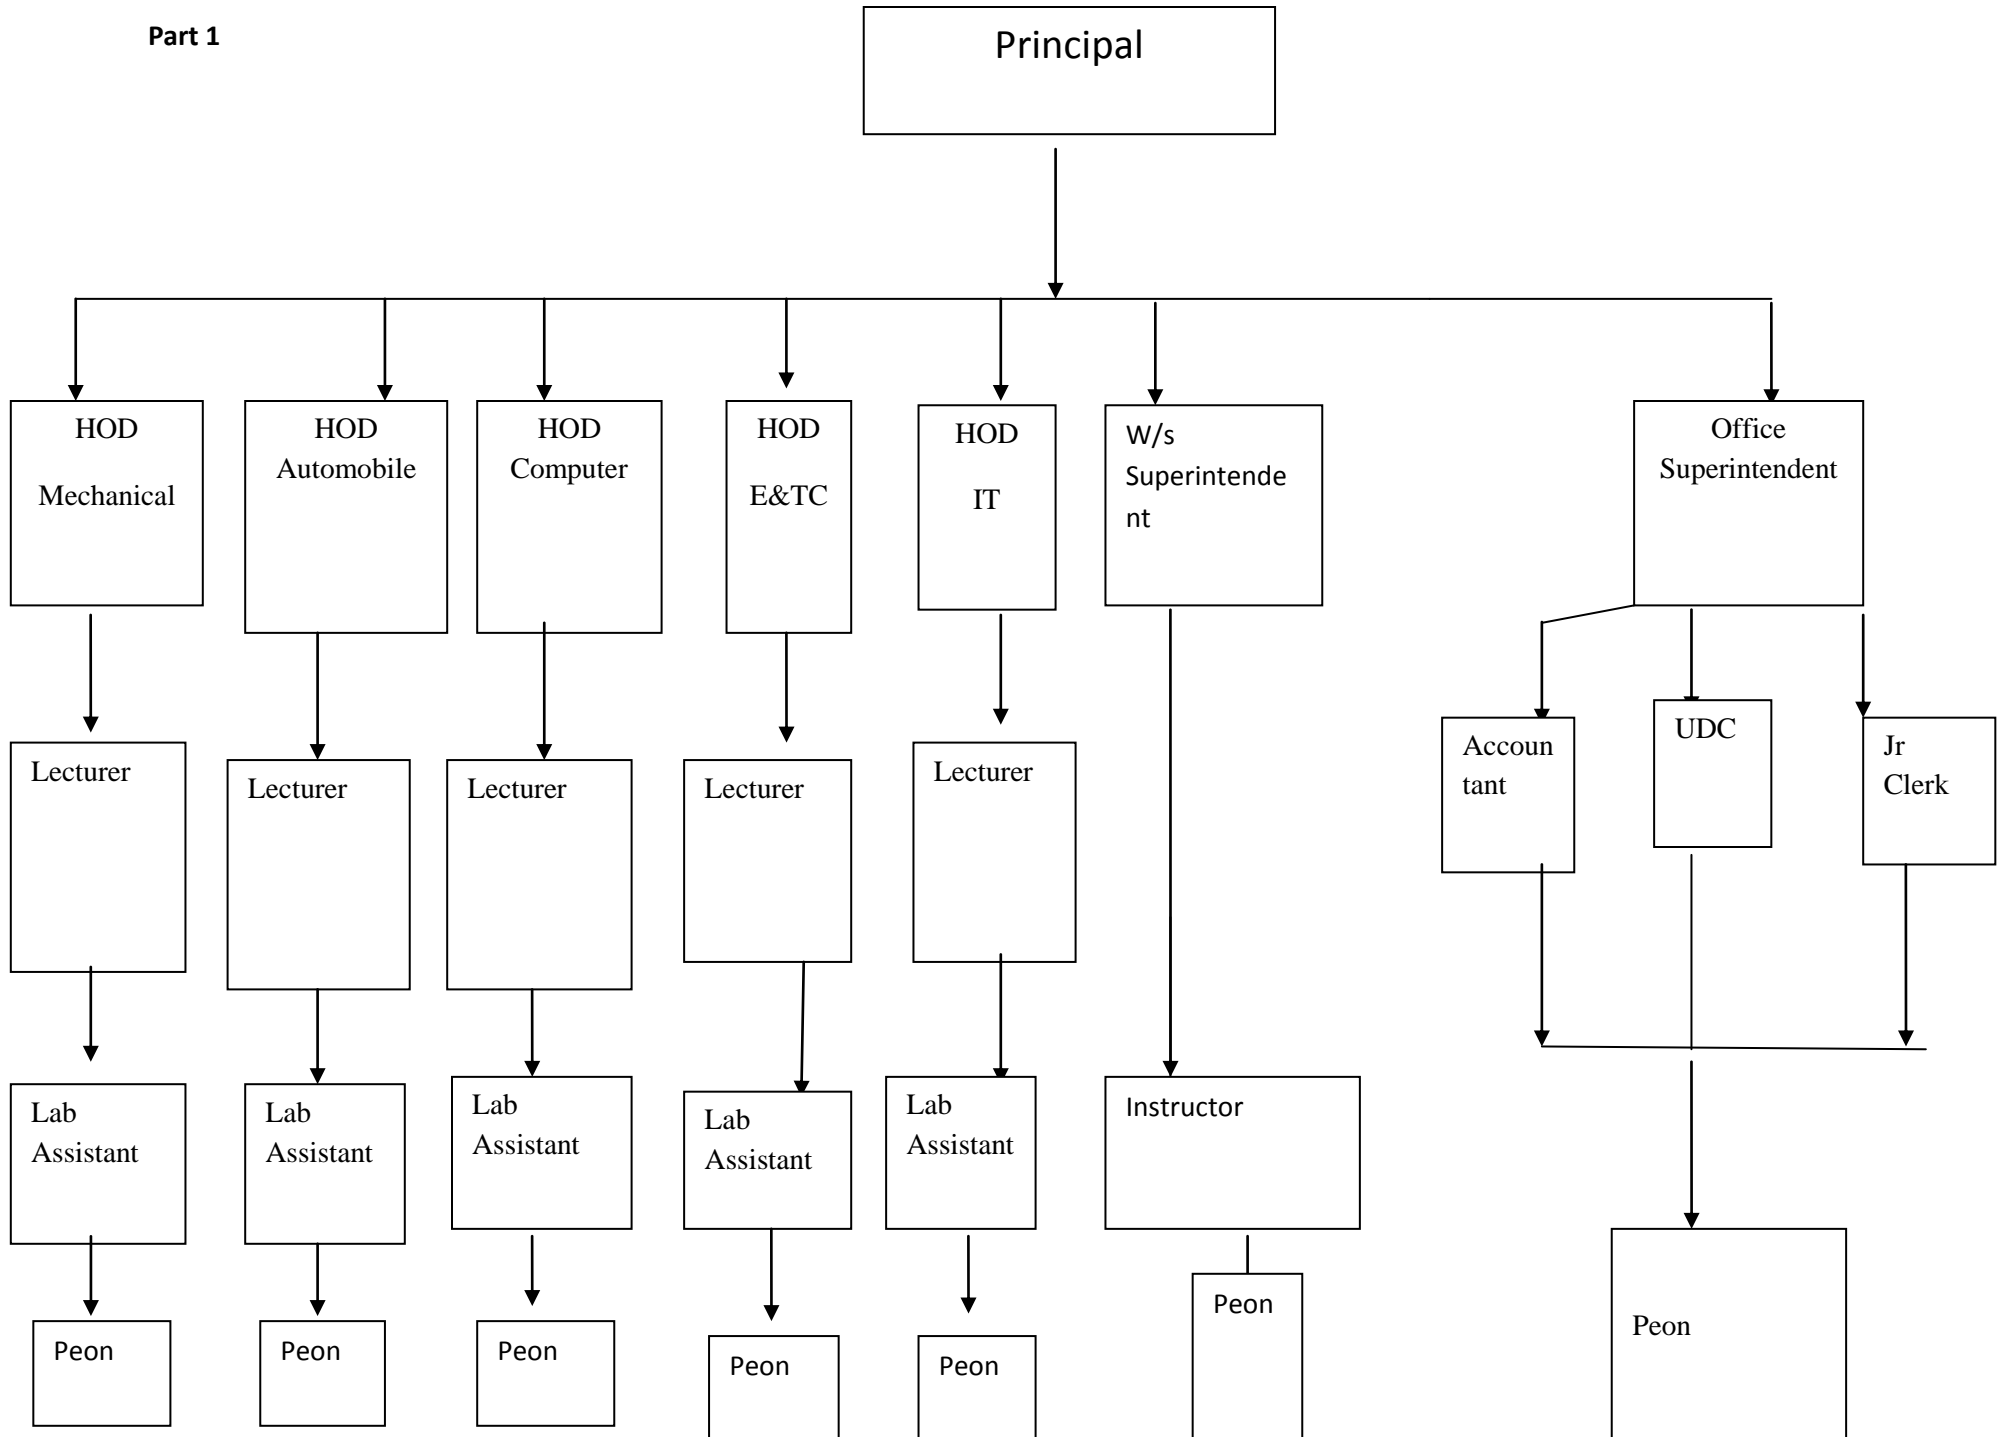 Part 1
Principal
HOD
Mechanical
HOD
Automobile
HOD
Computer
HOD
E&TC
HOD
IT
W/s
Superintende
nt
Office
Superintendent
Lecturer
Lecturer
Lecturer
Lecturer
Lecturer
Accoun
tant
UDC
Jr
Clerk
Lab
Assistant
Lab
Assistant
Lab
Assistant
Lab
Assistant
Lab
Assistant
Instructor
Peon
Peon
Peon
Peon
Peon
Peon
Peon